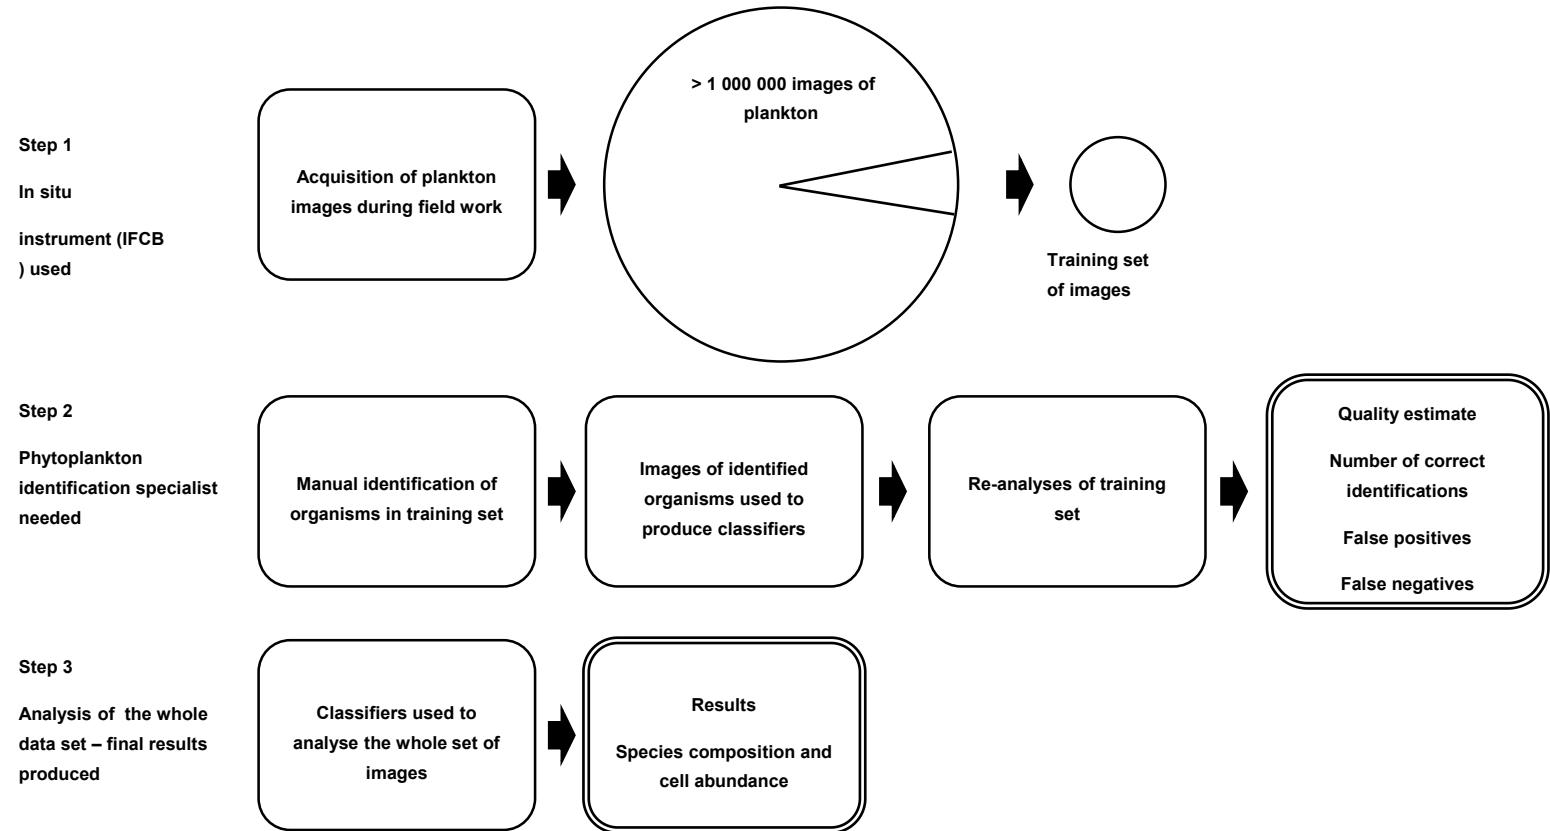 Step 1
In situ
instrument (IFCB
) used
Acquisition of plankton
images during field work
> 1 000 000 images of
plankton
Training set
of images
Step 2
Phytoplankton
identification specialist
needed
Manual identification of
organisms in training set
Images of identified
organisms used to
produce classifiers
Re-analyses of training
set
Quality estimate
Number of correct
identifications
False positives
False negatives
Step 3
Analysis of the whole
data set – final results
produced
Classifiers used to
analyse the whole set of
images
Results
Species composition and
cell abundance